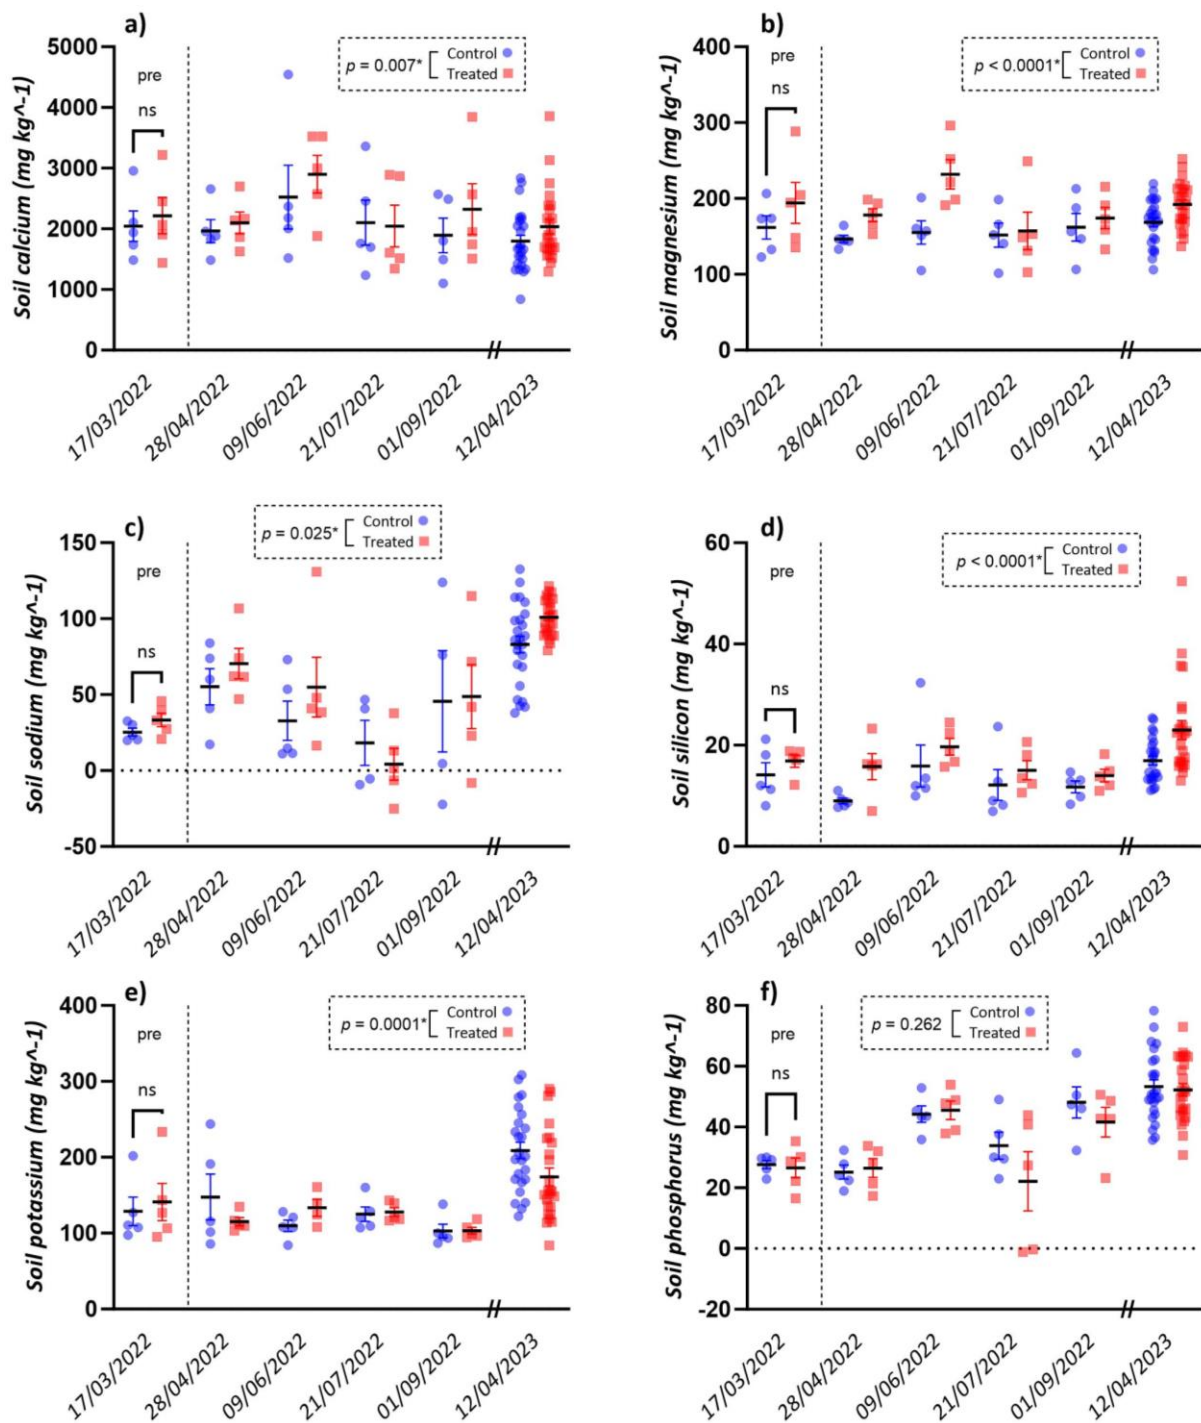 a)
5000
4000
3000
2000
1000
0
Soil calcium (mg kg^-1)
pre
ns
p = 0.007*
Control
Treated
17/03/2022
28/04/2022
09/06/2022
21/07/2022
01/09/2022
12/04/2023
b)
400
300
200
100
0
Soil magnesium (mg kg^-1)
pre
ns
p < 0.0001*
Control
Treated
17/03/2022
28/04/2022
09/06/2022
21/07/2022
01/09/2022
12/04/2023
c)
150
100
50
0
-50
Soil sodium (mg kg^-1)
pre
ns
p = 0.025*
Control
Treated
17/03/2022
28/04/2022
09/06/2022
21/07/2022
01/09/2022
12/04/2023
d)
60
40
20
0
Soil silicon (mg kg^-1)
pre
ns
p < 0.0001*
Control
Treated
17/03/2022
28/04/2022
09/06/2022
21/07/2022
01/09/2022
12/04/2023
e)
400
300
200
100
0
Soil potassium (mg kg^-1)
pre
ns
p = 0.0001*
Control
Treated
17/03/2022
28/04/2022
09/06/2022
21/07/2022
01/09/2022
12/04/2023
f)
80
60
40
20
0
-20
Soil phosphorus (mg kg^-1)
pre
ns
p = 0.262
Control
Treated
17/03/2022
28/04/2022
09/06/2022
21/07/2022
01/09/2022
12/04/2023